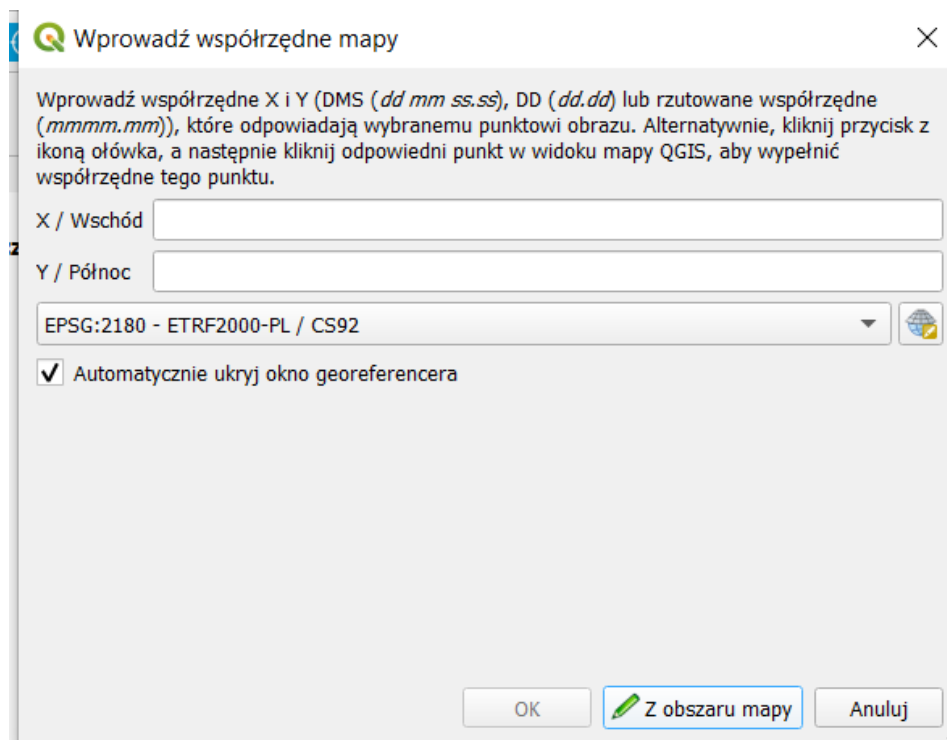 Wprowadź współrzędne mapy
Wprowadź współrzędne X i Y (DMS (dd mm ss.ss), DD (dd.dd) lub rzutowane współrzędne
(mmmm.mm)), które odpowiadają wybranemu punktowi obrazu. Alternatywnie, kliknij przycisk z
ikoną ołówka, a następnie kliknij odpowiedni punkt w widoku mapy QGIS, aby wypełnić
współrzędne tego punktu.
X / Wschód
Y / Północ
EPSG:2180 - ETRF2000-PL / CS92
Automatycznie ukryj okno georeferencera
OK
Z obszaru mapy
Anuluj